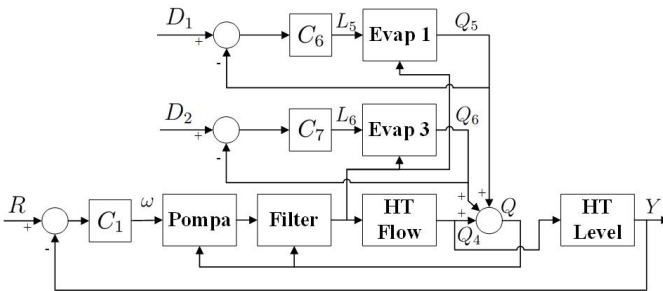 D1
+
-
C6
L5
Evap 1
Q5
D2
+
-
C7
L6
Evap 3
Q6
R
+
-
C1
ω
Pompa
Filter
HT
Flow
+
+
+
Q4
Q
HT
Level
Y